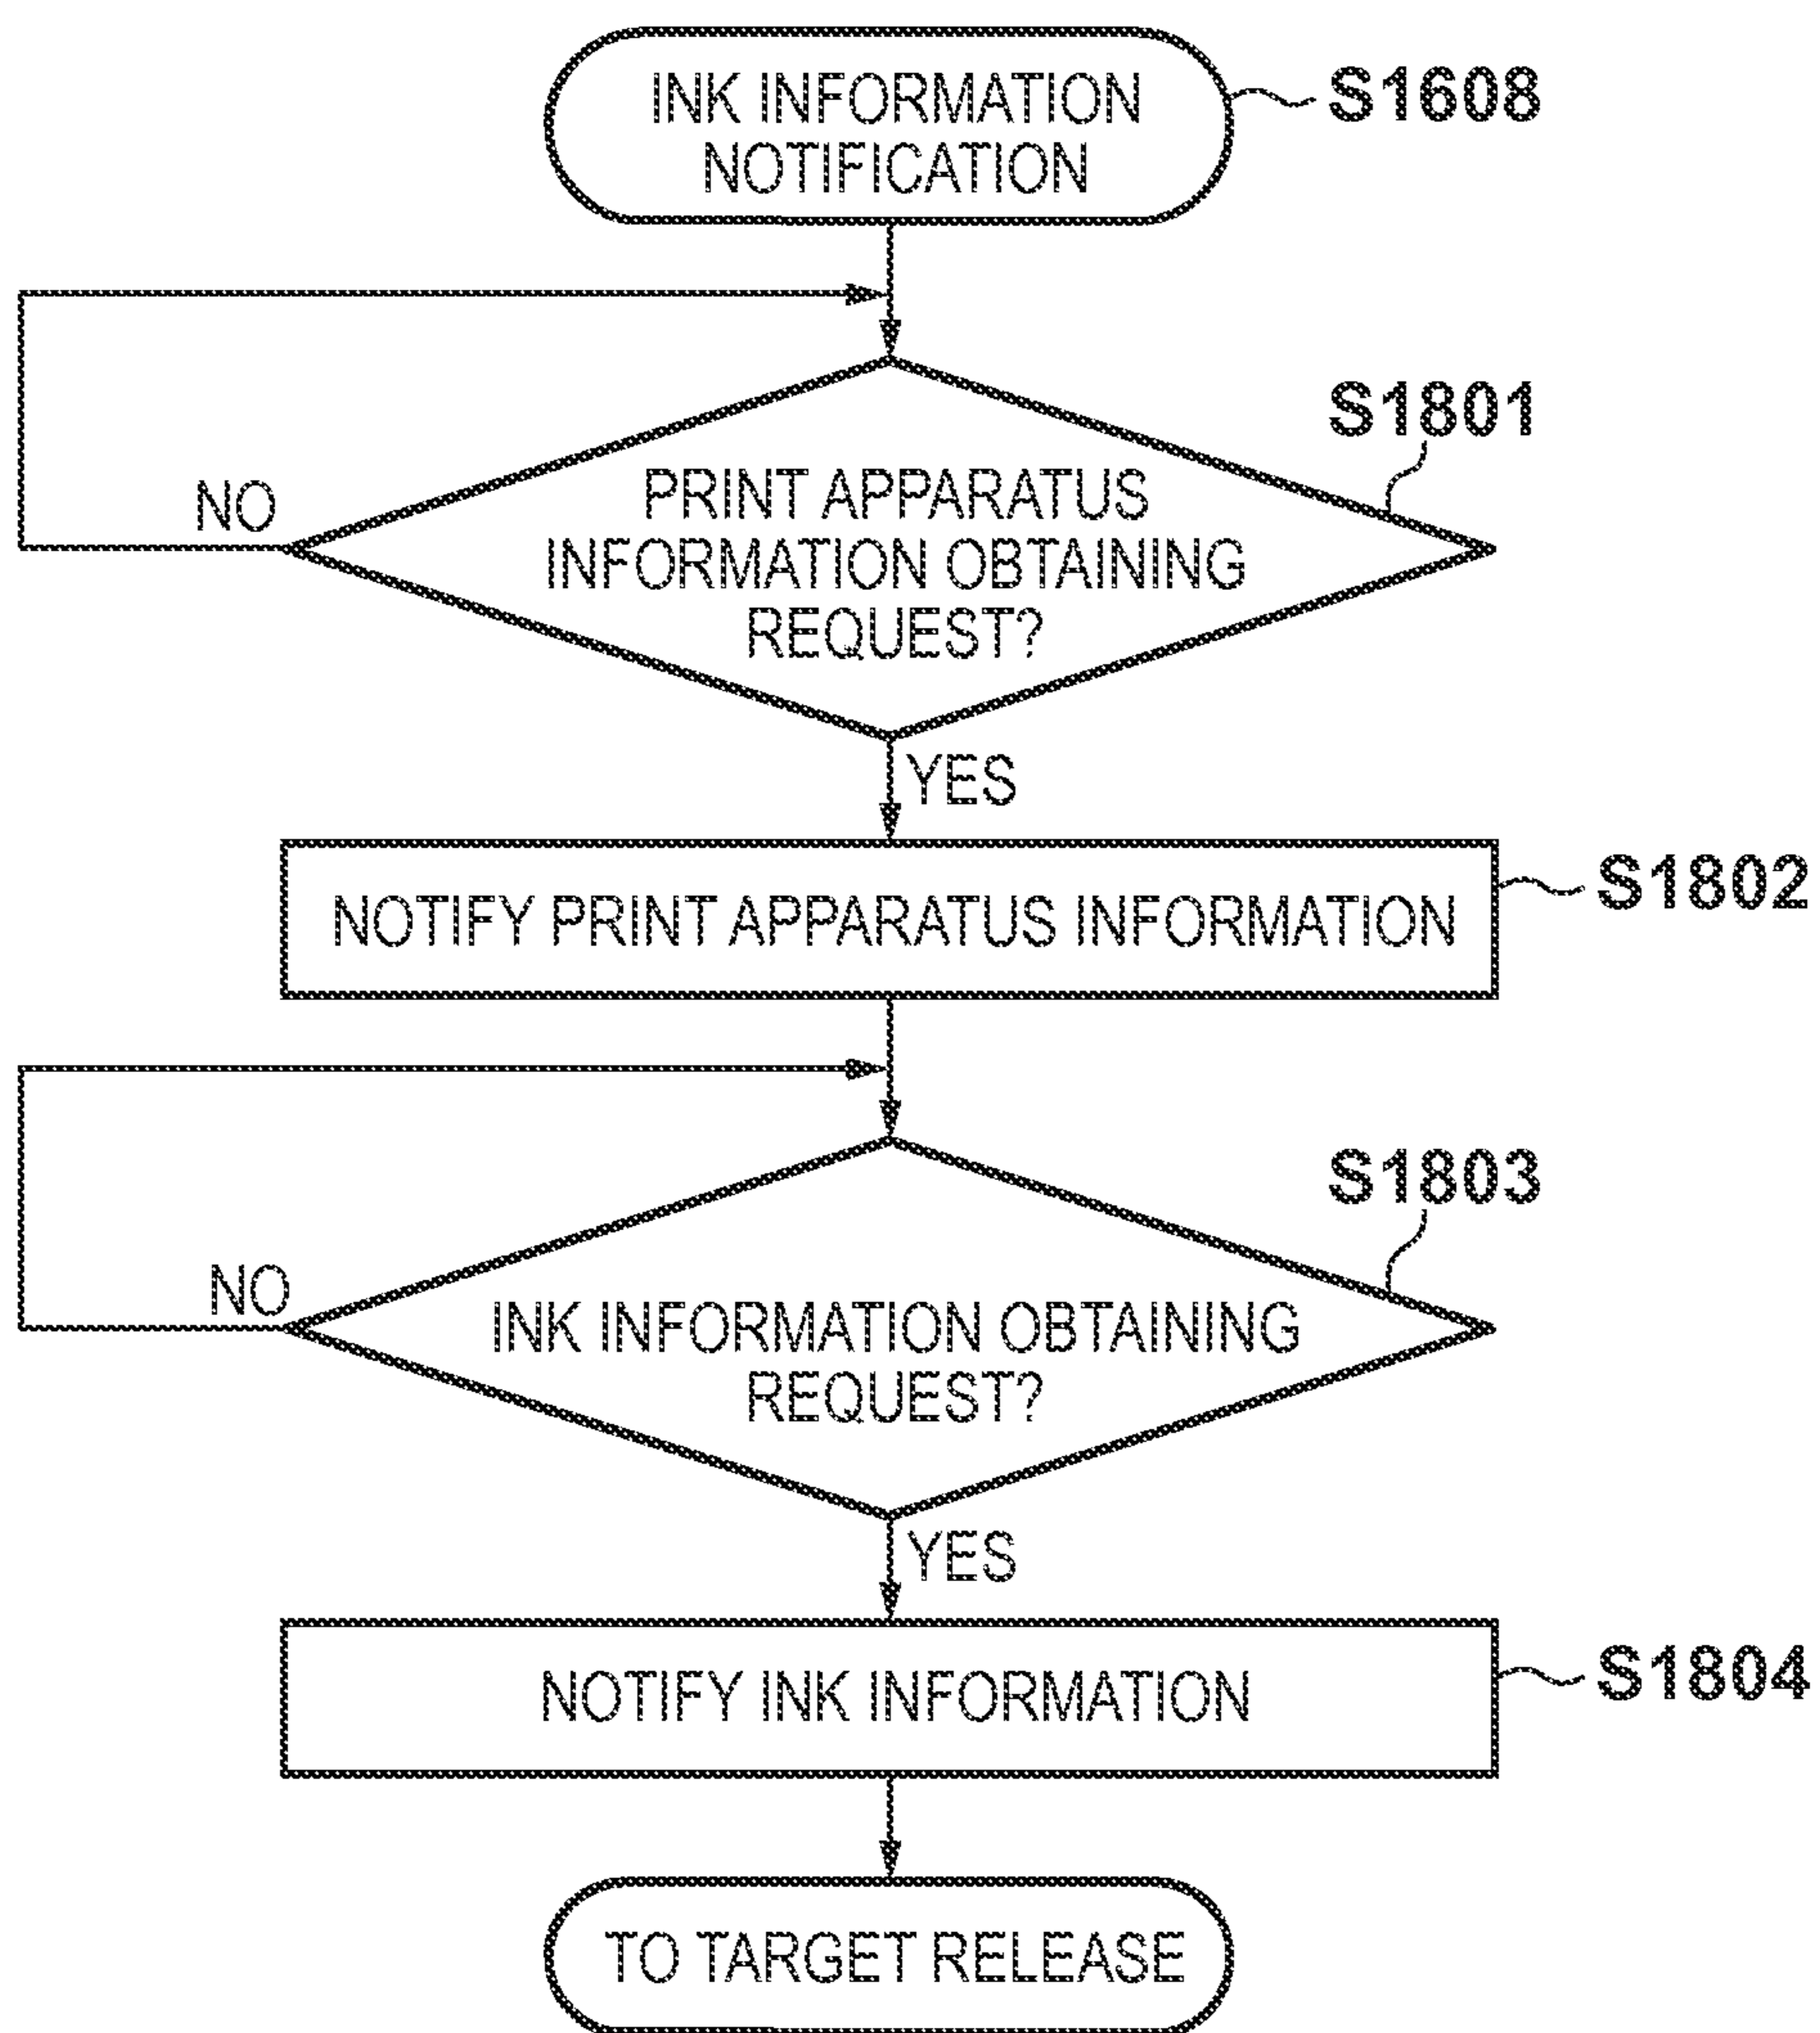 INK INFORMATION
NOTIFICATION
S1608
S1801
PRINT APPARATUS
INFORMATION OBTAINING
REQUEST?
NO
YES
NOTIFY PRINT APPARATUS INFORMATION
S1802
S1803
INK INFORMATION OBTAINING
REQUEST?
NO
YES
NOTIFY INK INFORMATION
S1804
TO TARGET RELEASE